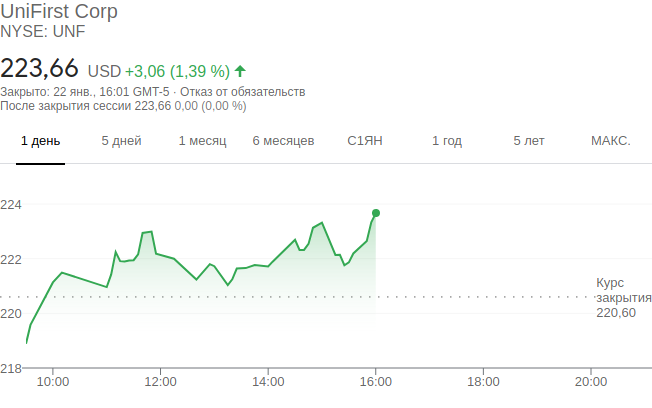 UniFirst Corp
NYSE: UNF
223,66 USD +3,06 (1,39 %)
Закрыто: 22 янв., 16:01 GMT-5 · Отказ от обязательств
После закрытия сессии 223,66 0,00 (0,00 %)
1 день 5 дней 1 месяц 6 месяцев С1ЯН 1 год 5 лет МАКС.
224
222
Курс
закрытия
220,60
220
218
10:00 12:00 14:00 16:00 18:00 20:00